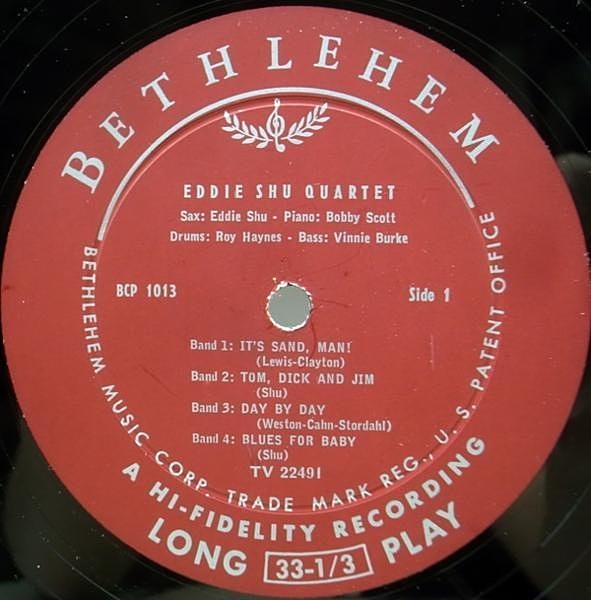 BETHLEHEM
EDDIE SHU QUARTET
Sax: Eddie Shu - Piano: Bobby Scott
Drums: Roy Haynes - Bass: Vinnie Burke
BCP 1013
Side 1
Band 1: IT'S SAND, MAN!
(Lewis-Clayton)
Band 2: TOM, DICK AND JIM
(Shu)
Band 3: DAY BY DAY
(Weston-Cahn-Stordahl)
Band 4: BLUES FOR BABY
(Shu)
TV 22491
BETHLEHEM MUSIC CORP. TRADE MARK REG., U. S. PATENT OFFICE
A HI-FIDELITY RECORDING
LONG 33-1/3 PLAY